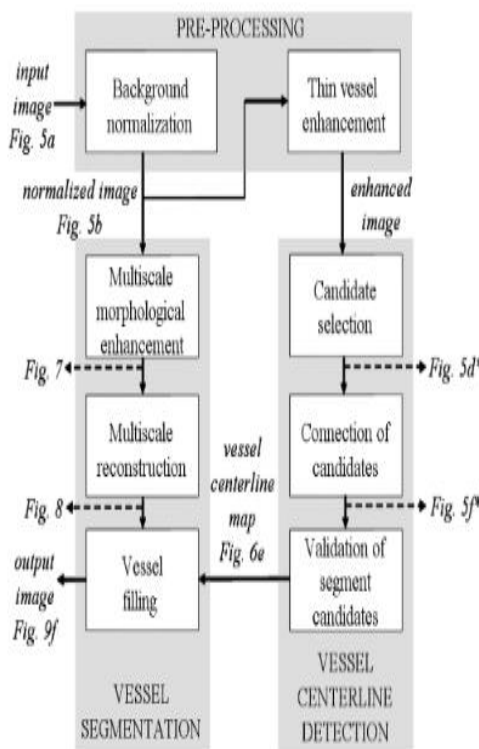 PRE-PROCESSING
input
image
Fig. 5a
Background
normalization
Thin vessel
enhancement
normalized image
Fig. 5b
enhanced
image
Multiscale
morphological
enhancement
Candidate
selection
Fig. 7
Fig. 5d*
Multiscale
reconstruction
vessel
centerline
map
Fig. 6e
Connection of
candidates
Fig. 8
Fig. 5f*
output
image
Fig. 9f
Vessel
filling
Validation of
segment
candidates
VESSEL
SEGMENTATION
VESSEL
CENTERLINE
DETECTION